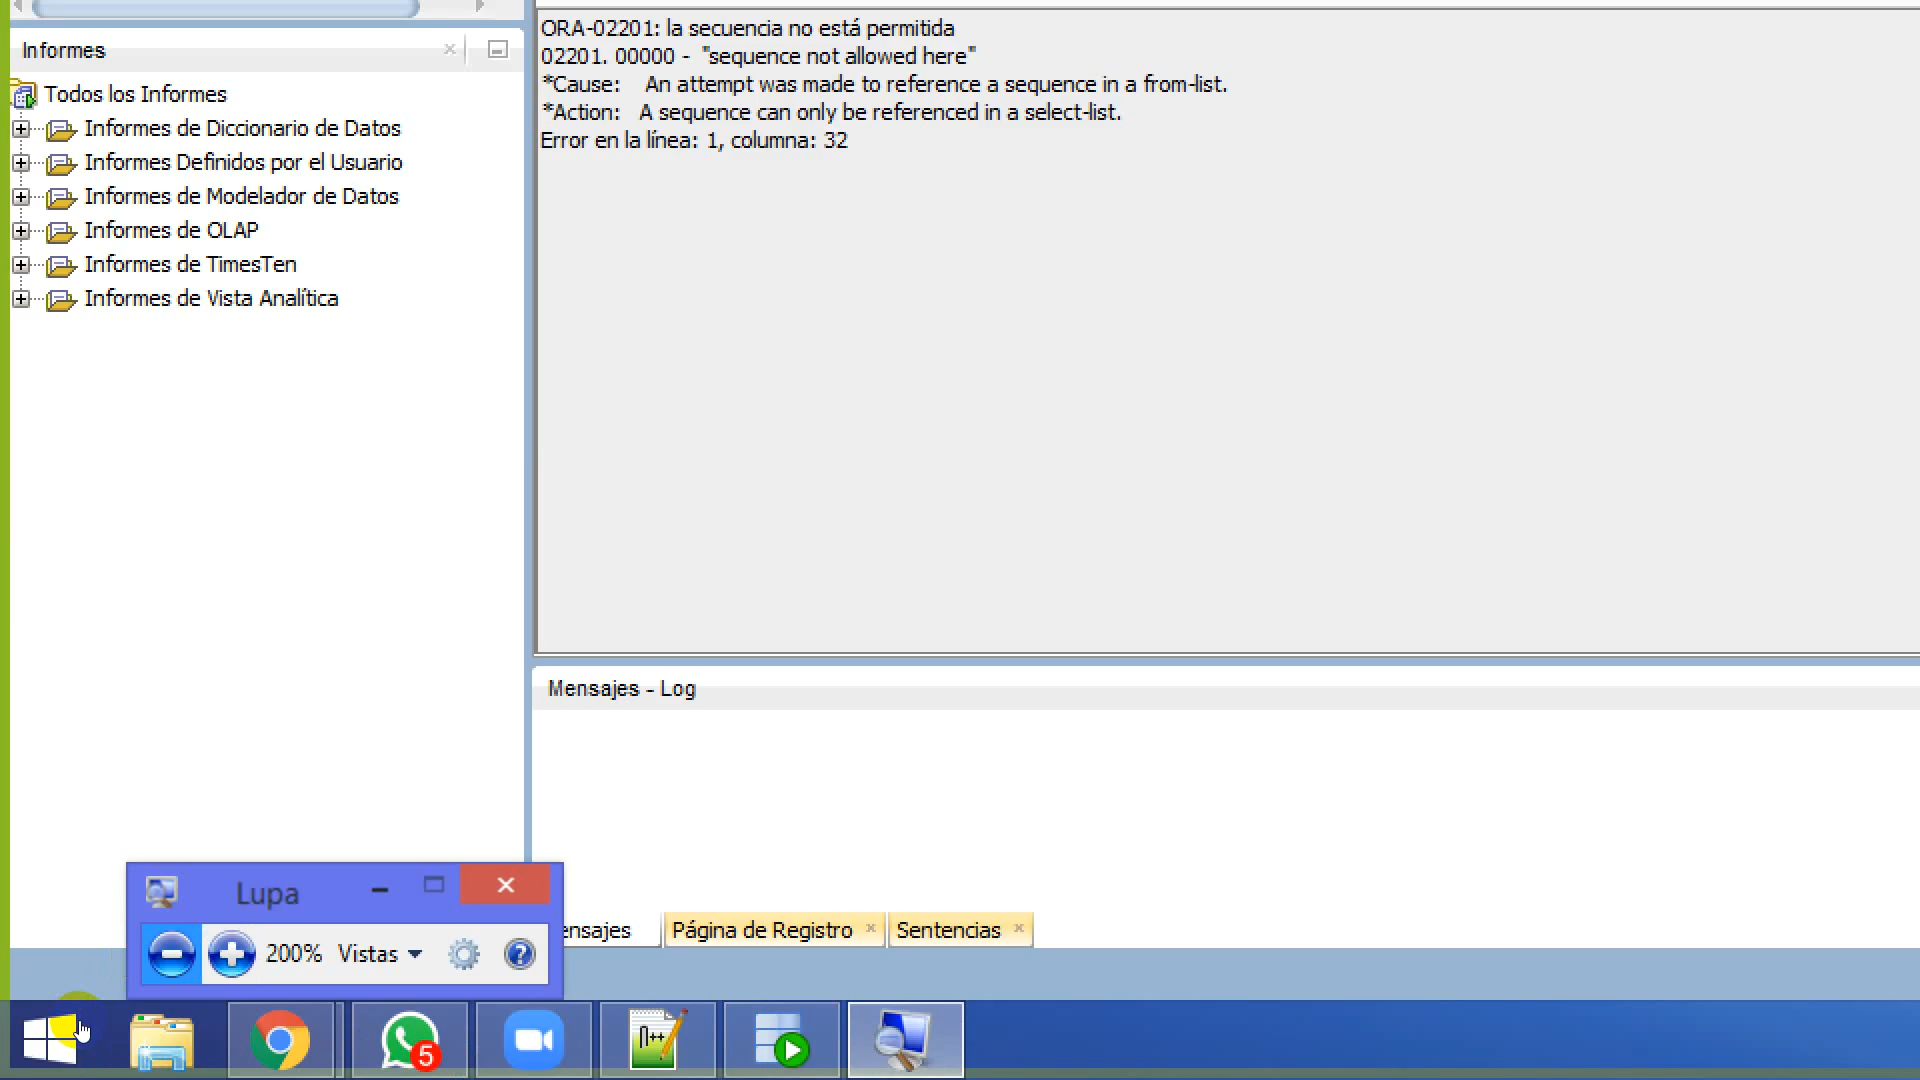 Informes
Todos los Informes
Informes de Diccionario de Datos
Informes Definidos por el Usuario
Informes de Modelador de Datos
Informes de OLAP
Informes de TimesTen
Informes de Vista Analítica
ORA-02201: la secuencia no está permitida
02201. 00000 - "sequence not allowed here"
*Cause: An attempt was made to reference a sequence in a from-list.
*Action: A sequence can only be referenced in a select-list.
Error en la línea: 1, columna: 32
Mensajes - Log
ensajes
Página de Registro
Sentencias
Lupa
200% Vistas
5
n++